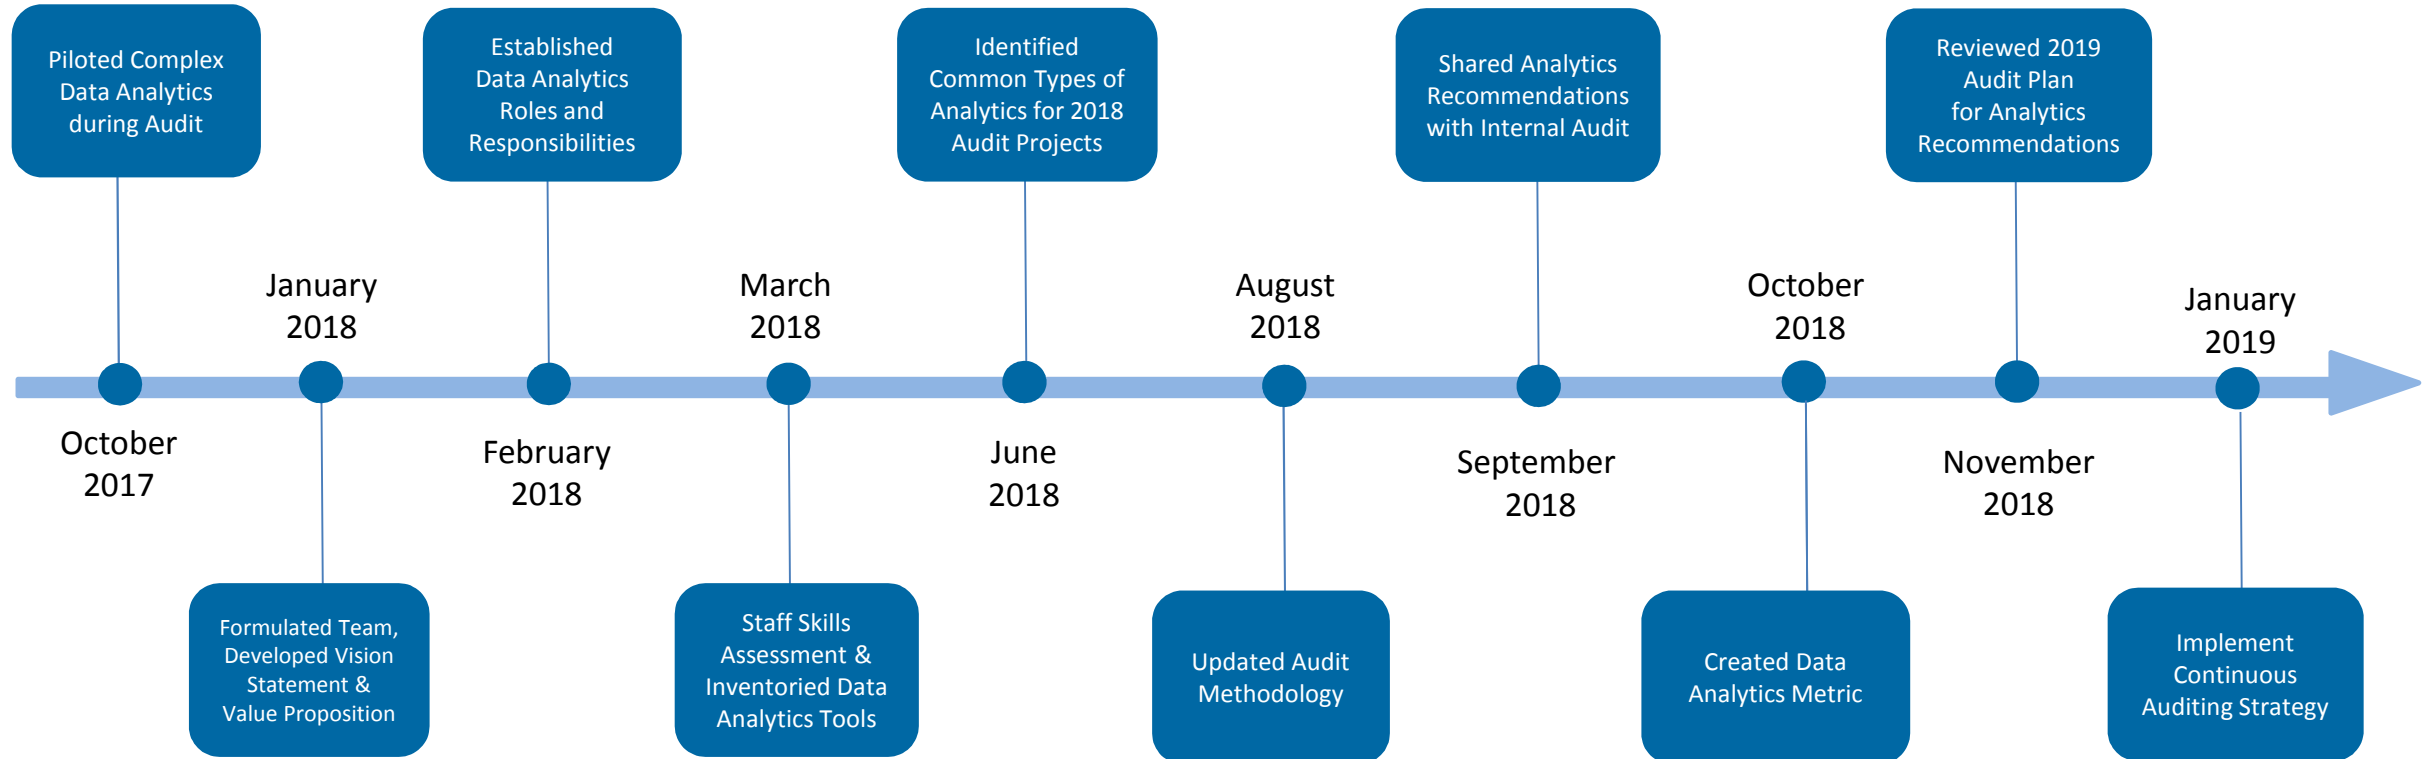 Piloted Complex
Data Analytics
during Audit
Established
Data Analytics
Roles and
Responsibilities
Identified
Common Types of
Analytics for 2018
Audit Projects
Shared Analytics
Recommendations
with Internal Audit
Reviewed 2019
Audit Plan
for Analytics
Recommendations
January
2018
March
2018
August
2018
October
2018
January
2019
October
2017
February
2018
June
2018
September
2018
November
2018
Formulated Team,
Developed Vision
Statement &
Value Proposition
Staff Skills
Assessment &
Inventoried Data
Analytics Tools
Updated Audit
Methodology
Created Data
Analytics Metric
Implement
Continuous
Auditing Strategy